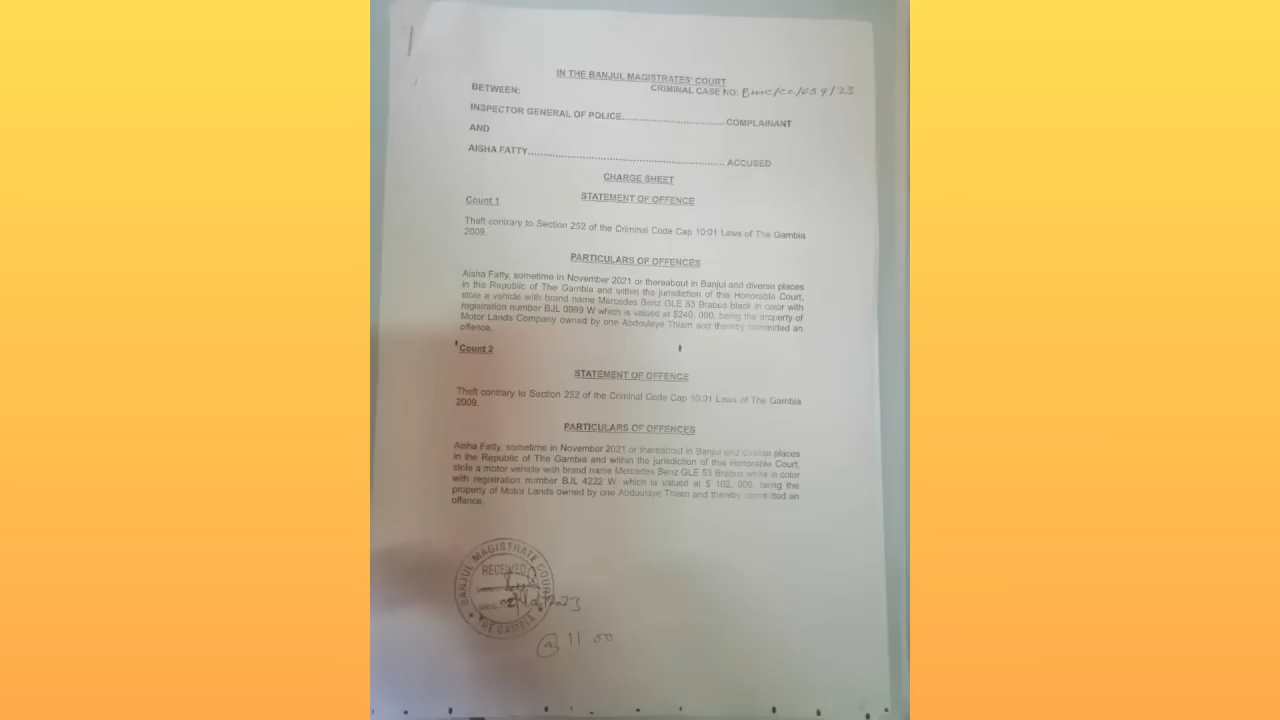 IN THE BANJUL MAGISTRATES' COURT
CRIMINAL CASE NO.
BETWEEN:
INSPECTOR GENERAL OF POLICE.............................. COMPLAINANT
AND
AISHA FATTY........................................................... ACCUSED
CHARGE SHEET
STATEMENT OF OFFENCE
Count 1
Theft contrary to Section 252 of the Criminal Code Cap 10:01 Laws of The Gambia
2009.
PARTICULARS OF OFFENCES
Aisha Fatty, sometime in November 2021 or thereabout in Banjul and diverse places
in the Republic of The Gambia and within the jurisdiction of this Honorable Court,
stole a vehicle with brand name Mercedes Benz GLE 63 Brabus black in color with
registration number BJL 0999 W which is valued at $240, 000, being the property of
Motor Lands Company owned by one Abdoulaye Thiam and thereby committed an
offence.
Count 2
STATEMENT OF OFFENCE
Theft contrary to Section 252 of the Criminal Code Cap 10:01 Laws of The Gambia
2009.
PARTICULARS OF OFFENCES
Aisha Fatty, sometime in November 2021 or thereabout in Banjul and diverse places
in the Republic of The Gambia and within the jurisdiction of this Honorable Court,
stole a motor vehicle with brand name Mercedes Benz GLE 53 Brabus white in color
with registration number BJL 4222 W, which is valued at $ 102, 000, being the
property of Motor Lands owned by one Abdoulaye Thiam and thereby committed an
offence.
BANJUL MAGISTRATE COURT
RECEIVED
THE GAMBIA
@ 11 00